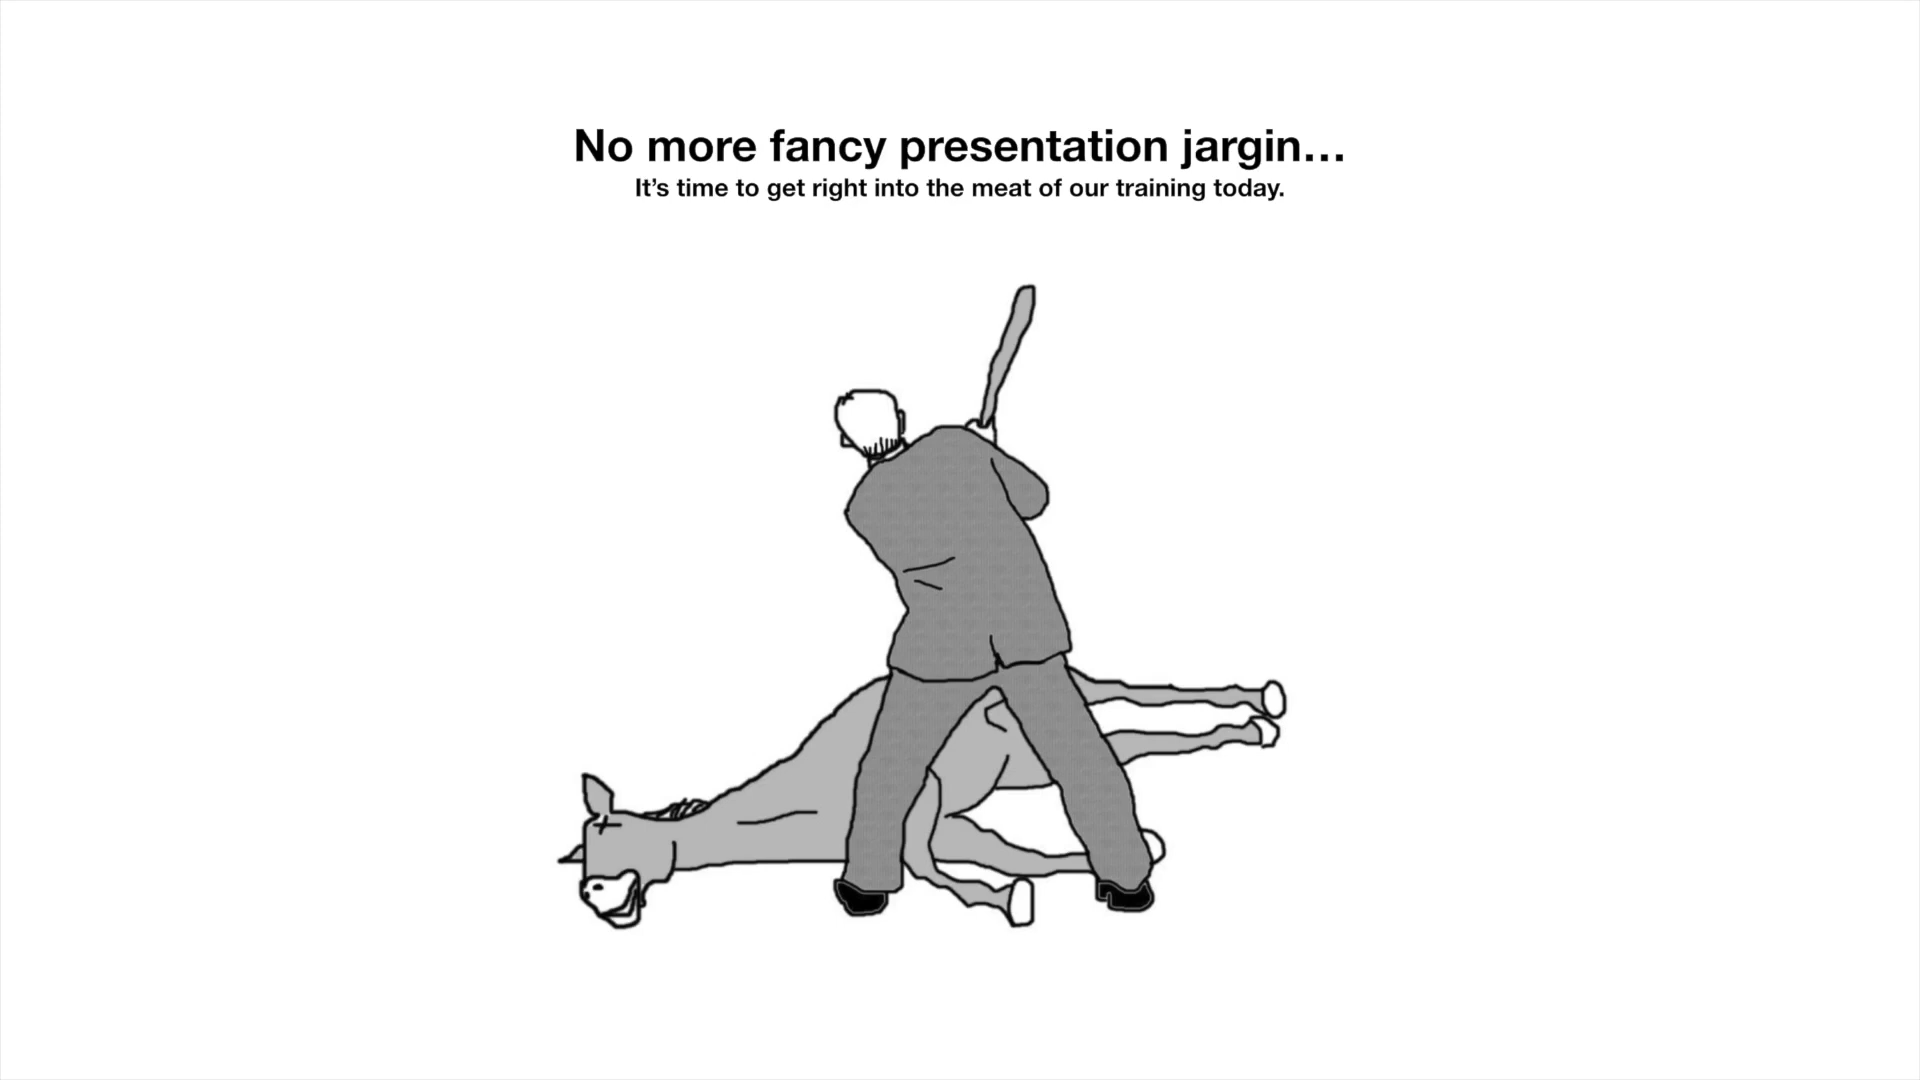 No more fancy presentation jargin...
It’s time to get right into the meat of our training today.